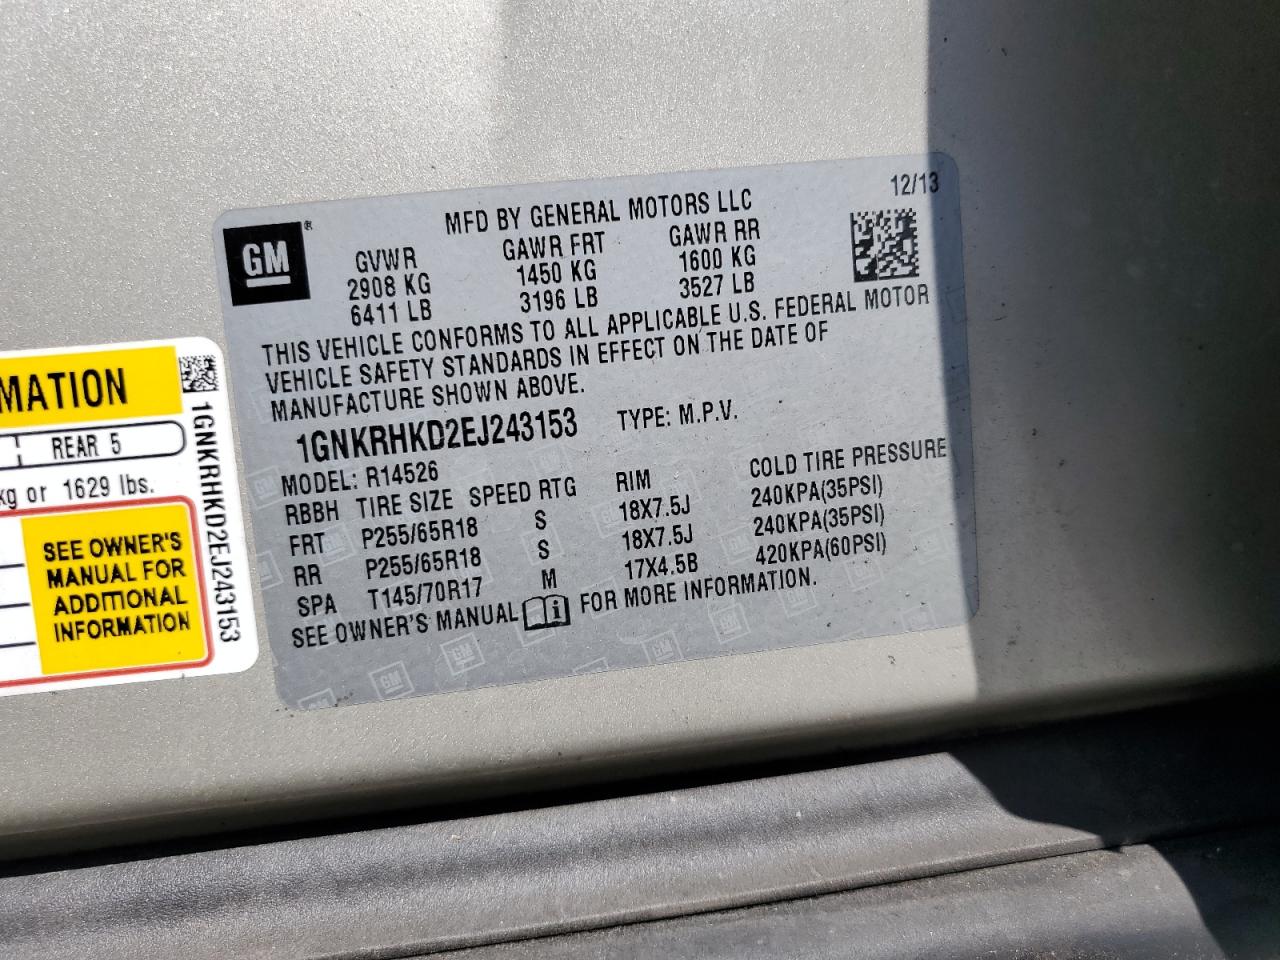 12/13
MFD BY GENERAL MOTORS LLC
GM®
GVWR GAWR FRT GAWR RR
2908 KG 1450 KG 1600 KG
6411 LB 3196 LB 3527 LB
THIS VEHICLE CONFORMS TO ALL APPLICABLE U.S. FEDERAL MOTOR
VEHICLE SAFETY STANDARDS IN EFFECT ON THE DATE OF
MANUFACTURE SHOWN ABOVE.
1GNKRHKD2EJ243153 TYPE: M.P.V.
MODEL: R14526
RBBH TIRE SIZE SPEED RTG RIM COLD TIRE PRESSURE
FRT P255/65R18 S 18X7.5J 240KPA(35PSI)
RR P255/65R18 S 18X7.5J 240KPA(35PSI)
SPA T145/70R17 M 17X4.5B 420KPA(60PSI)
SEE OWNER'S MANUAL i FOR MORE INFORMATION.
MATION
REAR 5
kg or 1629 lbs.
SEE OWNER'S
MANUAL FOR
ADDITIONAL
INFORMATION
1GNKRHKD2EJ243153